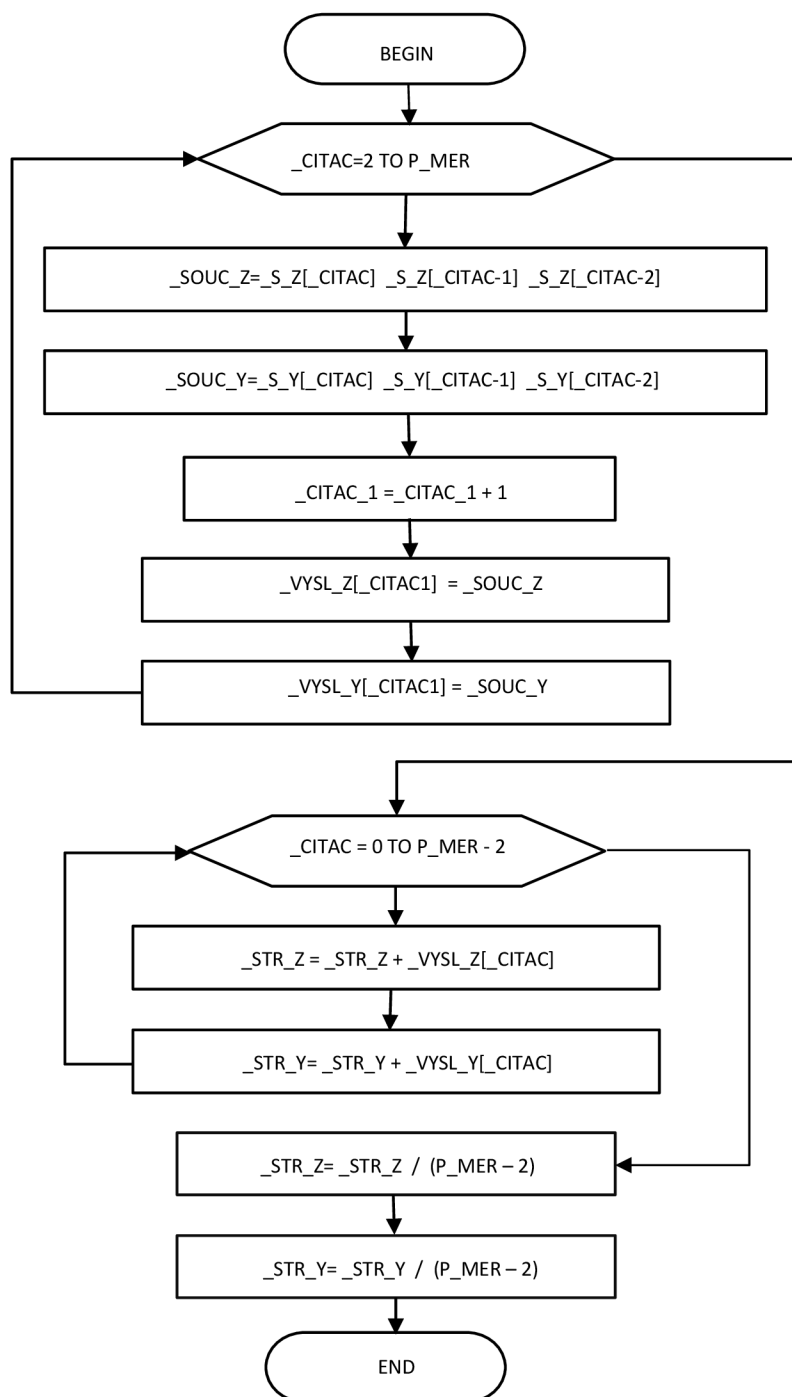 BEGIN
_CITAC=2 TO P_MER
_SOUC_Z=_S_Z[_CITAC] _S_Z[_CITAC-1] _S_Z[_CITAC-2]
_SOUC_Y=_S_Y[_CITAC] _S_Y[_CITAC-1] _S_Y[_CITAC-2]
_CITAC_1 =_CITAC_1 + 1
_VYSL_Z[_CITAC1] = _SOUC_Z
_VYSL_Y[_CITAC1] = _SOUC_Y
_CITAC = 0 TO P_MER - 2
_STR_Z = _STR_Z + _VYSL_Z[_CITAC]
_STR_Y= _STR_Y + _VYSL_Y[_CITAC]
_STR_Z= _STR_Z / (P_MER – 2)
_STR_Y= _STR_Y / (P_MER – 2)
END